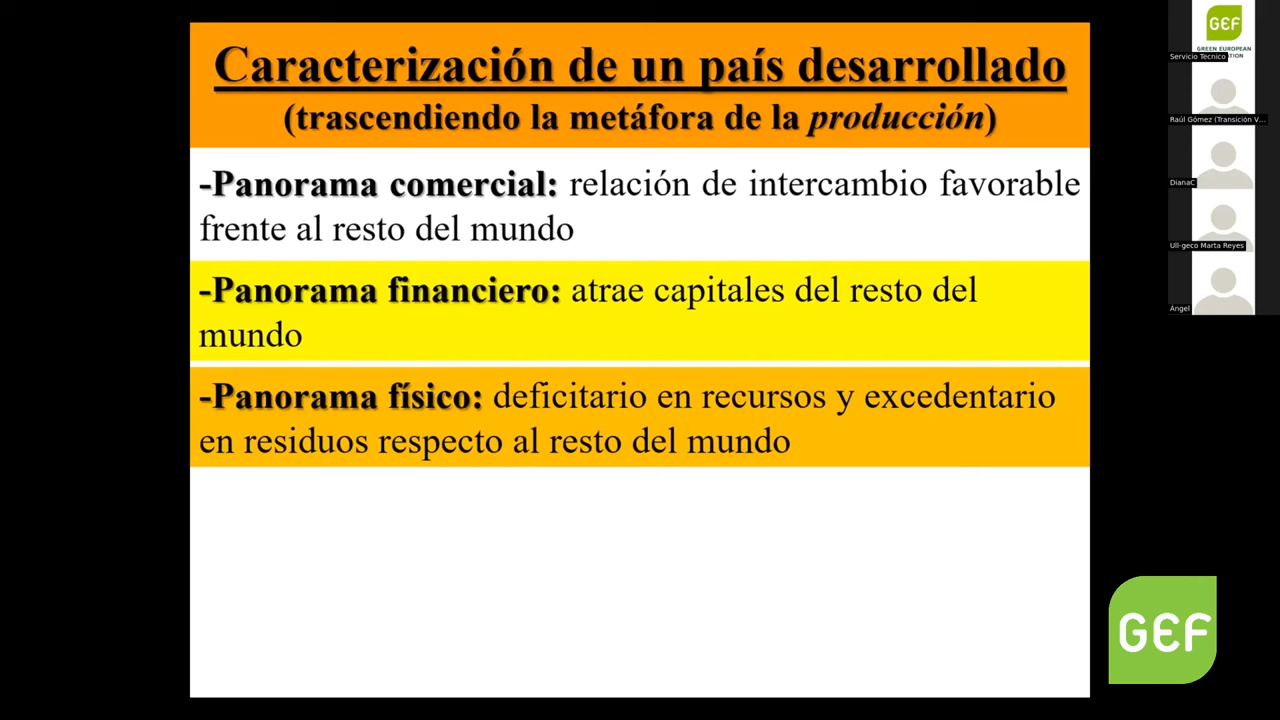 Caracterización de un país desarrollado
(trascendiendo la metáfora de la producción)
-Panorama comercial: relación de intercambio favorable
frente al resto del mundo
-Panorama financiero: atrae capitales del resto del
mundo
-Panorama físico: deficitario en recursos y excedentario
en residuos respecto al resto del mundo
GEF
GREEN EUROPEAN
Servicio Tecnico
Raúl Gómez (Transición V...
DianaC
Ull-geco Marta Reyes
Angel
GEF